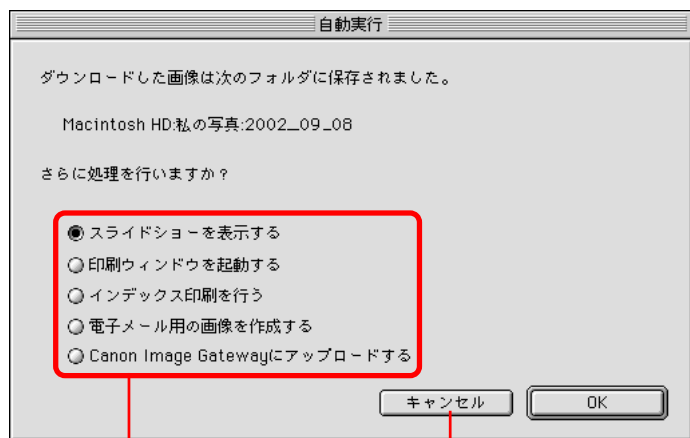 自動実行
ダウンロードした画像は次のフォルダに保存されました。
Macintosh HD:私の写真:2002_09_08
さらに処理を行いますか？
スライドショーを表示する
印刷ウィンドウを起動する
インデックス印刷を行う
電子メール用の画像を作成する
Canon Image Gatewayにアップロードする
キャンセル OK